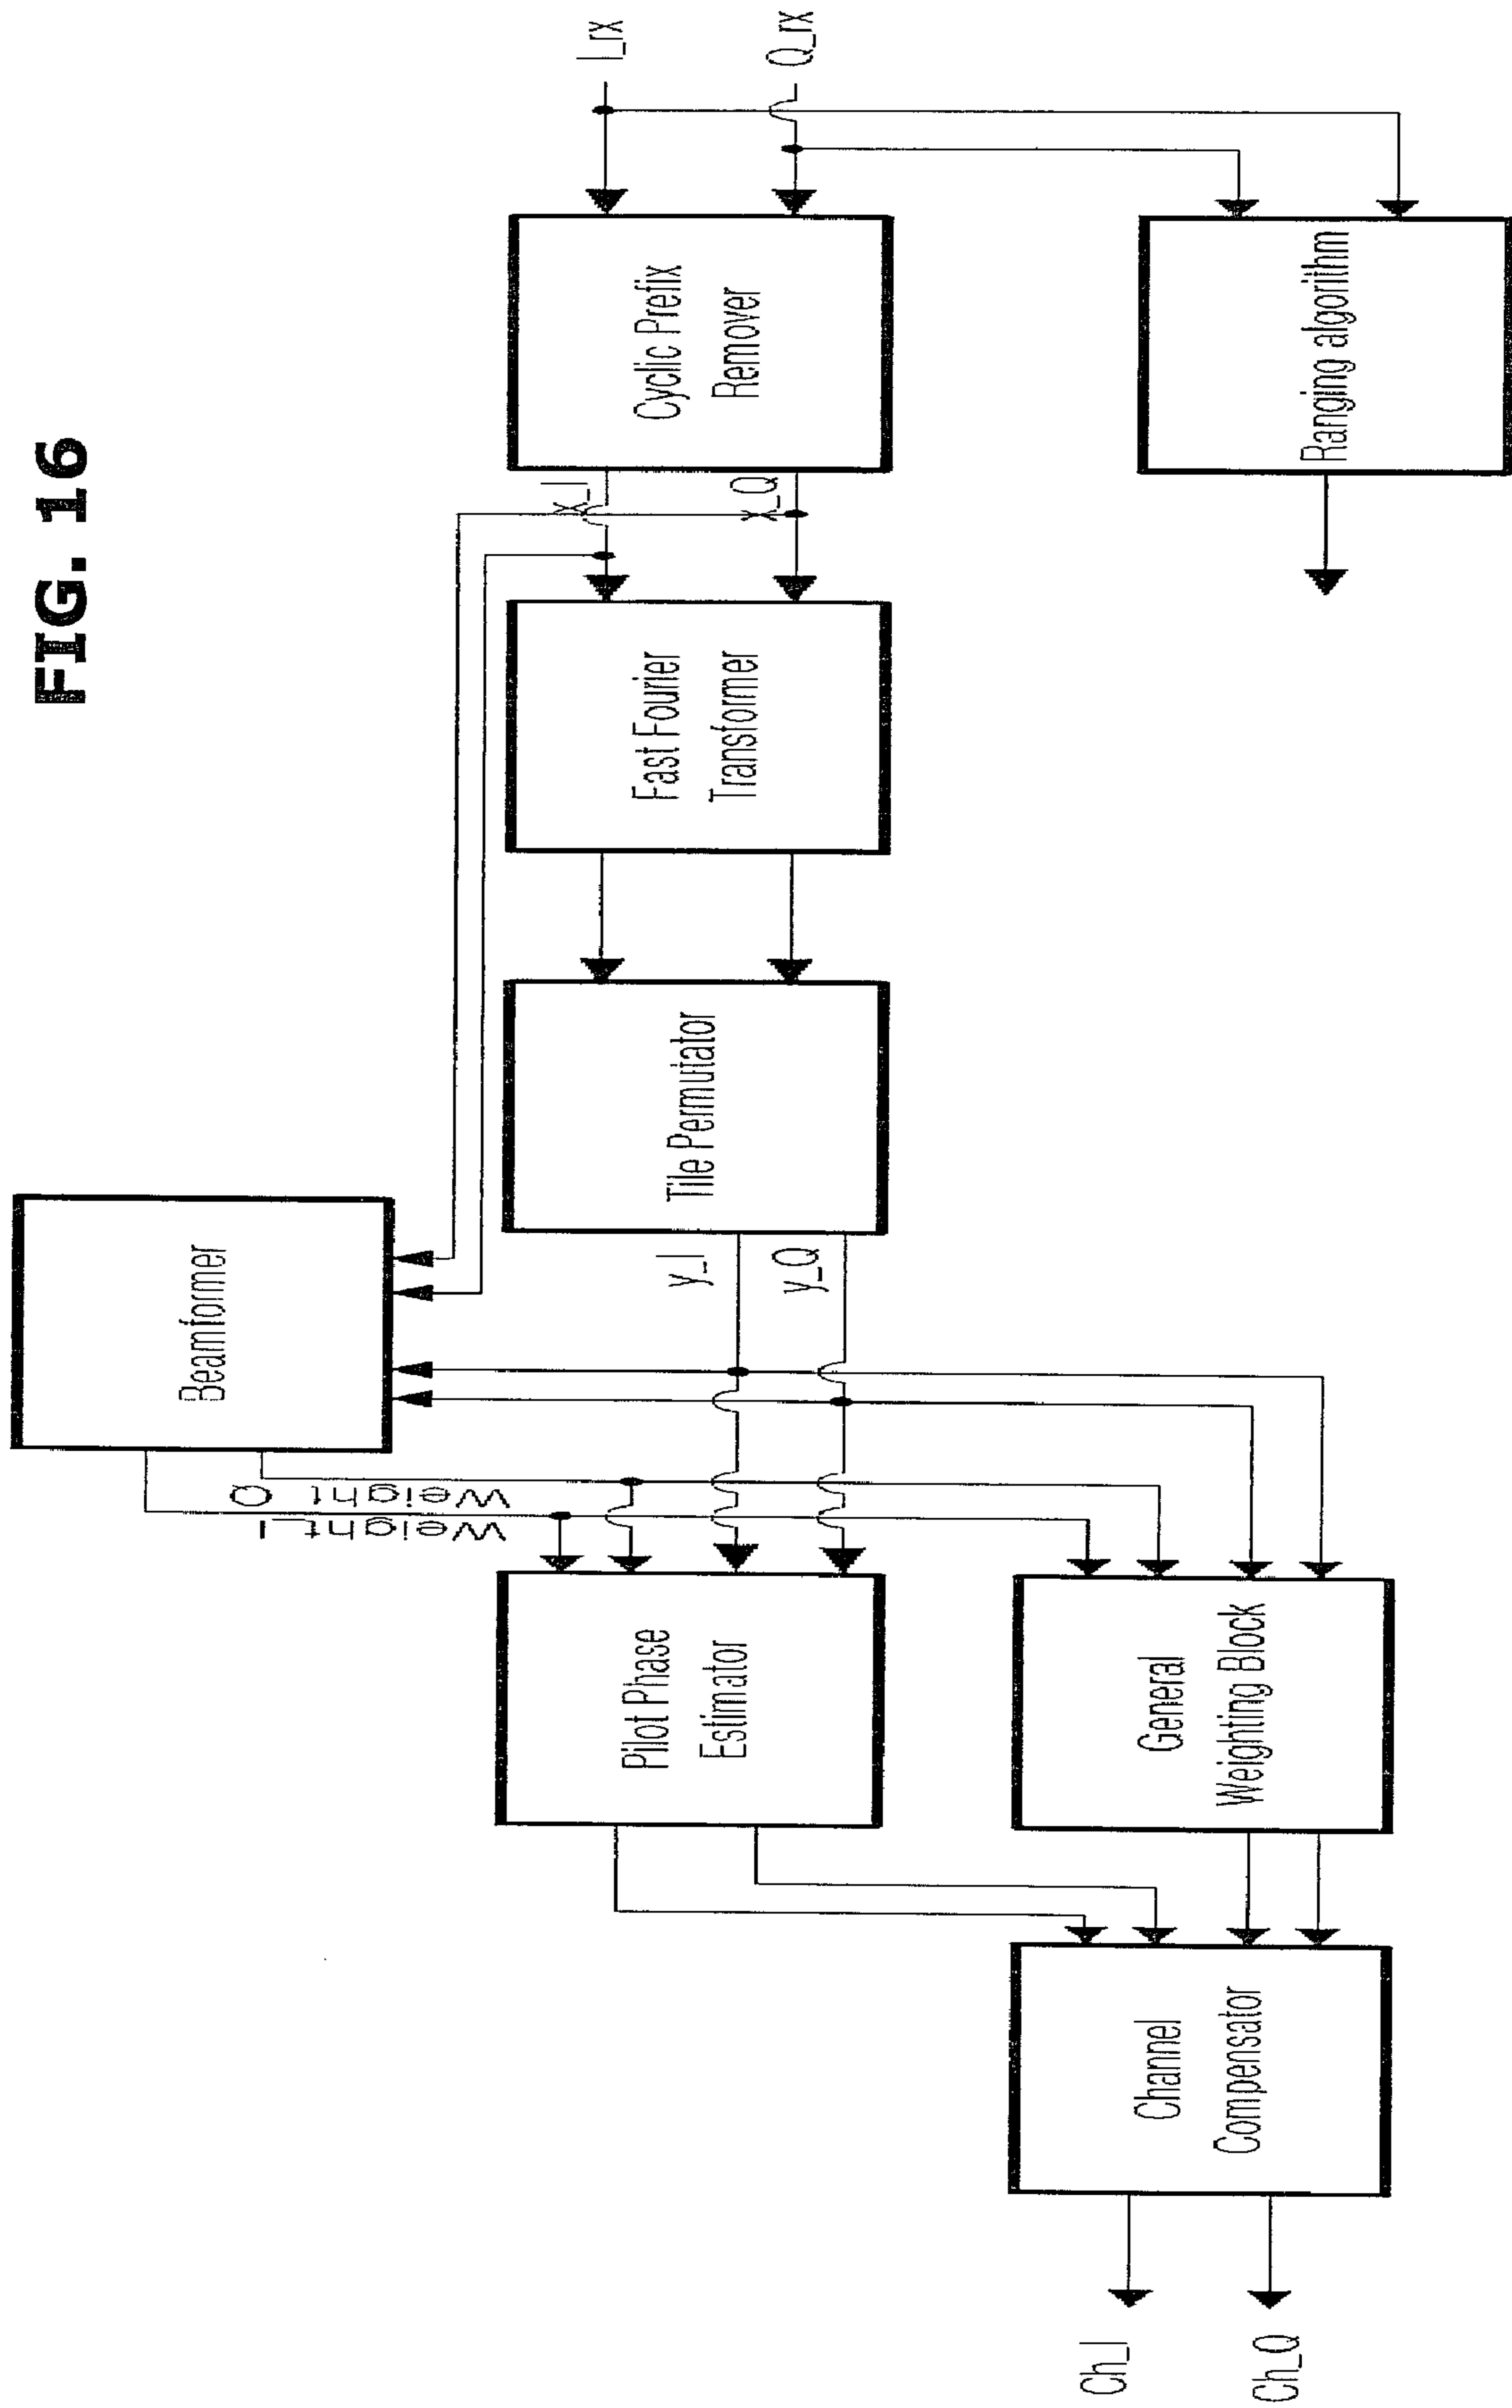 FIG. 16
I_rx
Q_rx
Cyclic Prefix
Remover
Ranging algorithm
x_I
x_Q
Fast Fourier
Transformer
Tile Permutator
y_I
y_Q
Beamformer
Weight_I
Weight Q
Pilot Phase
Estimator
General
Weighting Block
Channel
Compensator
Ch_I
Ch_Q